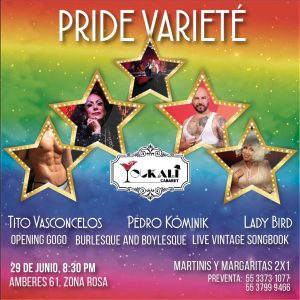 PRIDE VARIETÉ
YOUKALI
CABARET
TITO VASCONCELOS PEDRO KÓMINIK LADY BIRD
OPENING GOGO BURLESQUE AND BOYLESQUE LIVE VINTAGE SONGBOOK
29 DE JUNIO, 8:30 PM MARTINIS Y MARGARITAS 2X1
AMBERES 61, ZONA ROSA PREVENTA: 55 3373 1077
55 3799 9466